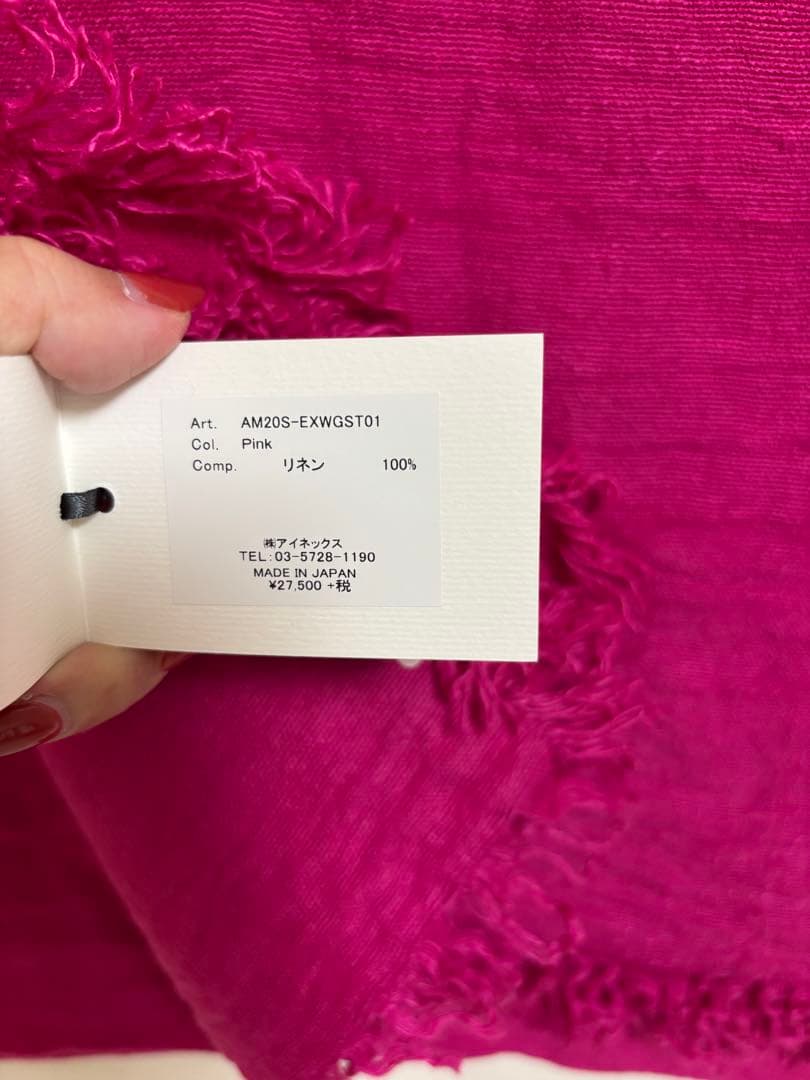 Art. AM20S-EXWGST01
Col. Pink
Comp. リネン 100%
㈱アイネックス
TEL:03-5728-1190
MADE IN JAPAN
¥27,500 +税